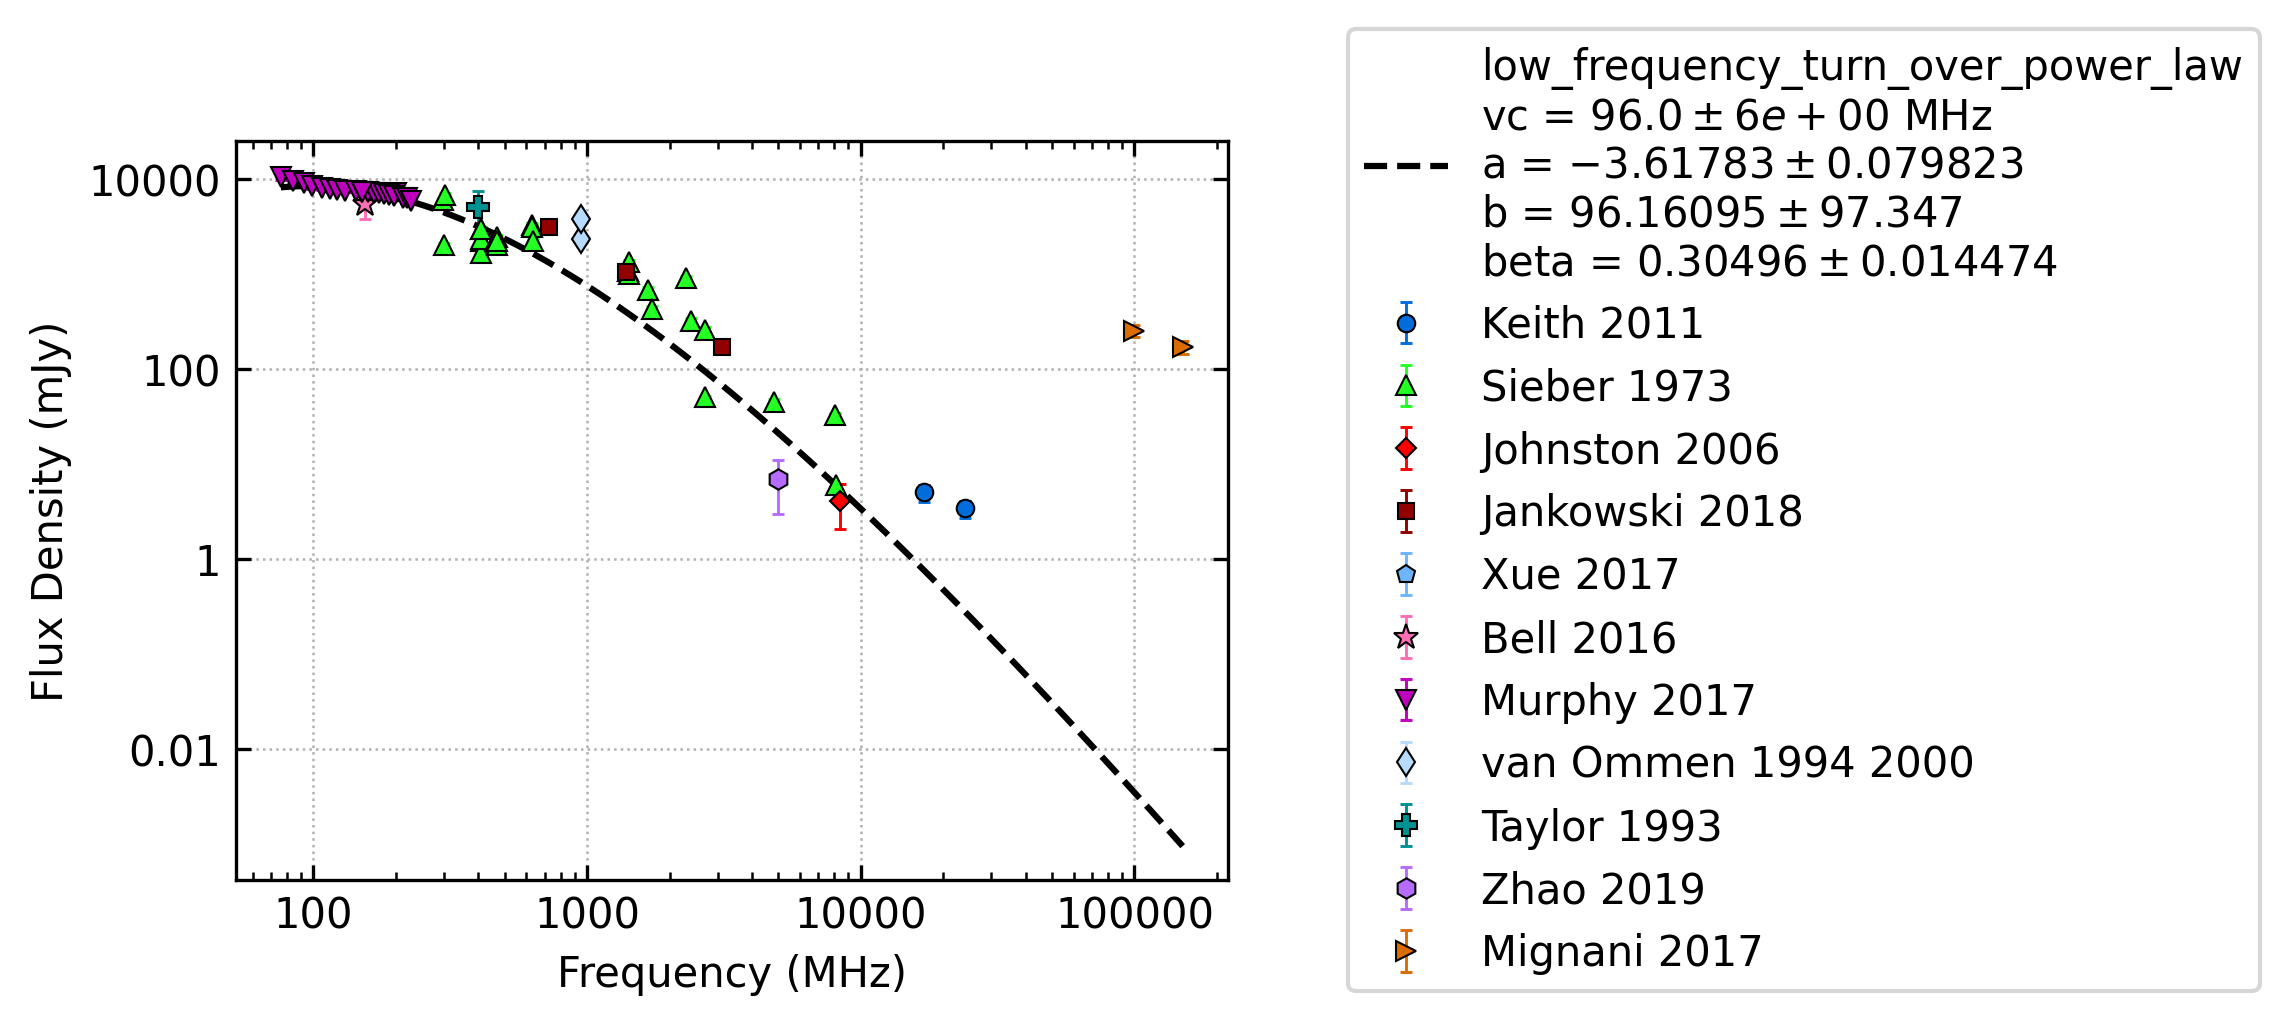 10000
100
1
0.01
Flux Density (mJy)
100
1000
10000
100000
Frequency (MHz)
low_frequency_turn_over_power_law
vc = 96.0 ± 6e + 00 MHz
a = −3.61783 ± 0.079823
b = 96.16095 ± 97.347
beta = 0.30496 ± 0.014474
Keith 2011
Sieber 1973
Johnston 2006
Jankowski 2018
Xue 2017
Bell 2016
Murphy 2017
van Ommen 1994 2000
Taylor 1993
Zhao 2019
Mignani 2017